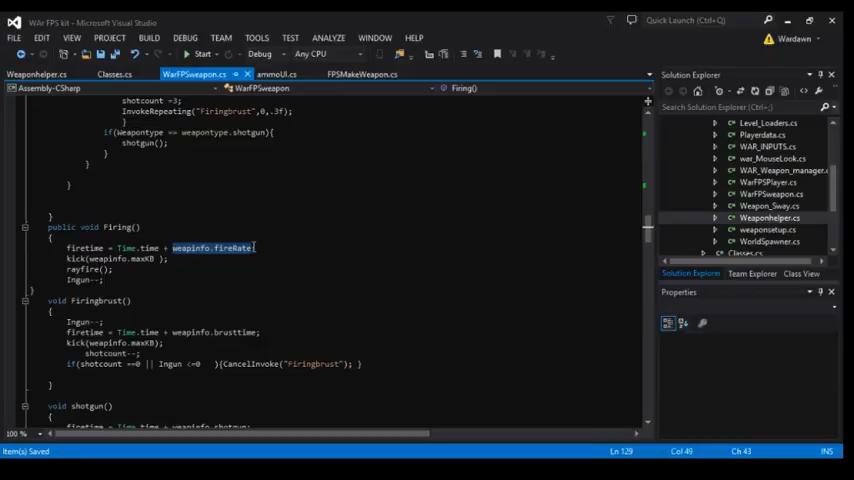 WAr FPS kit - Microsoft Visual Studio
Quick Launch (Ctrl+Q)
FILE EDIT VIEW PROJECT BUILD DEBUG TEAM TOOLS TEST ANALYZE WINDOW HELP
Wardawn
Start Debug Any CPU
Weaponhelper.cs Classes.cs WarFPSweapon.cs ammoUI.cs FPSMakeWeapon.cs
Assembly-CSharp WarFPSweapon Firing()
shotcount =3;
InvokeRepeating("Firingbrust",0,.3f);
}
if(Weapontype == weapontype.shotgun){
shotgun();
}
}
}
}
public void Firing()
{
firetime = Time.time + weapinfo.fireRate;
kick(weapinfo.maxKB );
rayfire();
Ingun--;
}
void Firingbrust()
{
Ingun--;
firetime = Time.time + weapinfo.brusttime;
kick(weapinfo.maxKB);
shotcount--;
if(shotcount ==0 || Ingun <=0 ){CancelInvoke("Firingbrust"); }
}
void shotgun()
{
firetime = Time.time + weapinfo.shotgun
100 %
Solution Explorer
Search Solution Explorer (Ctrl+;)
Level_Loaders.cs
Playerdata.cs
WAR_INPUTS.cs
war_MouseLook.cs
WAR_Weapon_manager.c
WarFPSPlayer.cs
WarFPSweapon.cs
Weapon_Sway.cs
Weaponhelper.cs
weaponsetup.cs
WorldSpawner.cs
Classes.cs
Solution Explorer Team Explorer Class View
Properties
Item(s) Saved Ln 129 Col 49 Ch 43 INS